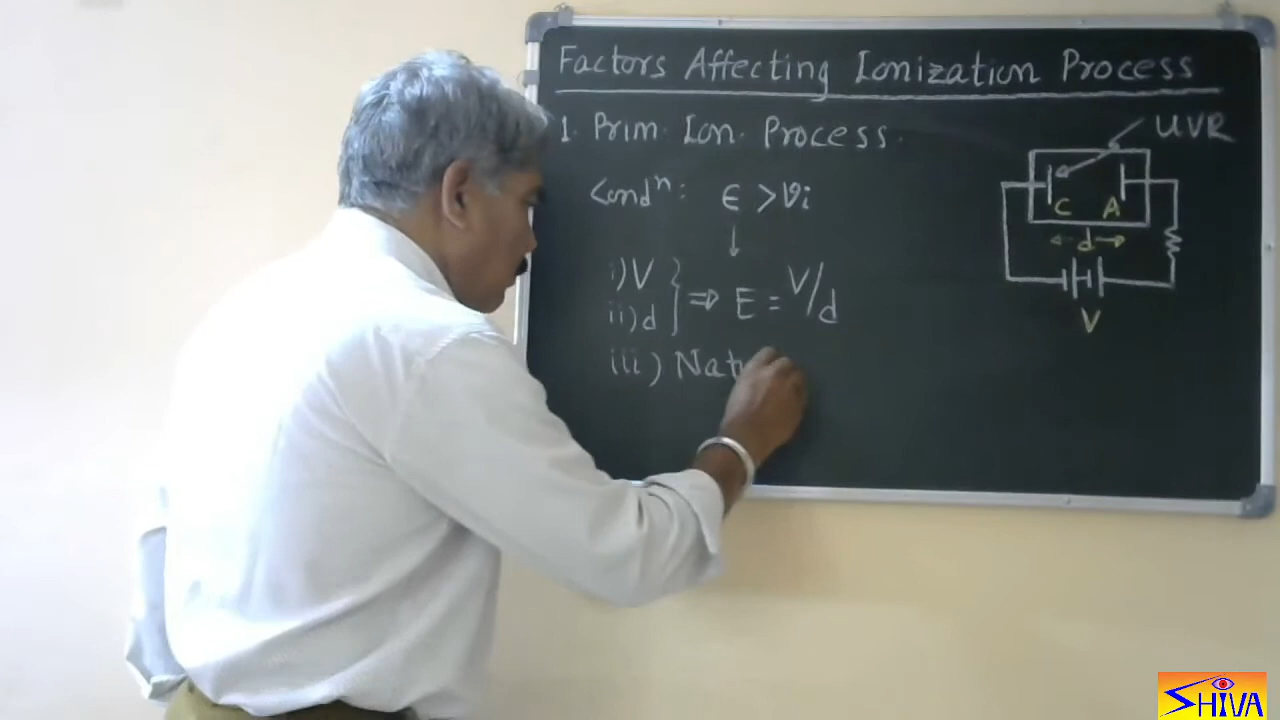 Factors Affecting Ionization Process
1. Prim. Ion. Process.
Condⁿ: ϵ > Vi
i) V
ii) d
⇒ E = V/d
iii) Nat
UVR
C A
d
V
SHIVA